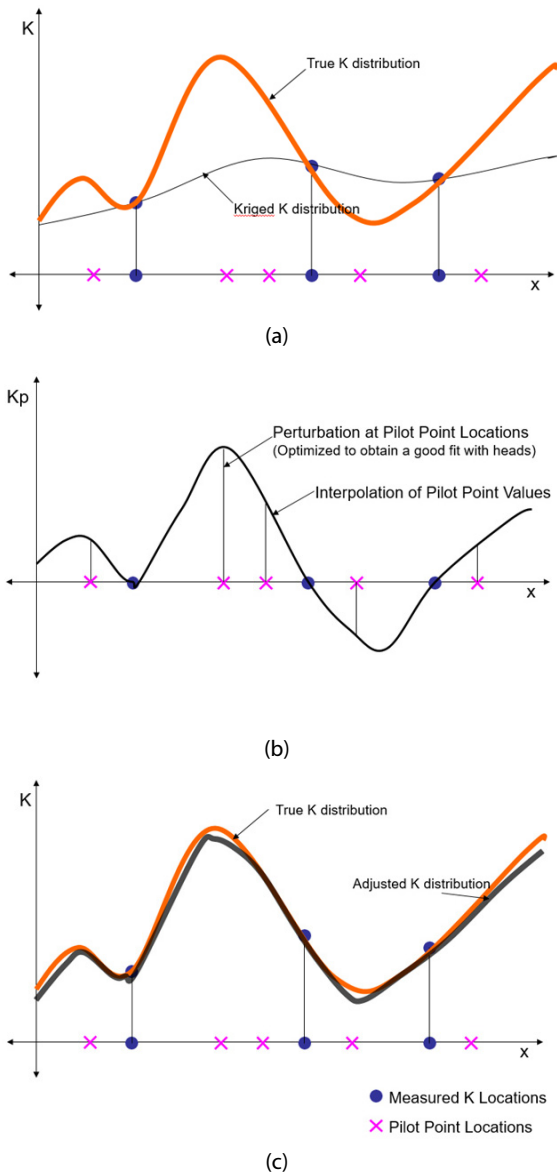 K
True K distribution
Kriged K distribution
x
(a)
Kp
Perturbation at Pilot Point Locations
(Optimized to obtain a good fit with heads)
Interpolation of Pilot Point Values
x
(b)
K
True K distribution
Adjusted K distribution
x
Measured K Locations
Pilot Point Locations
(c)